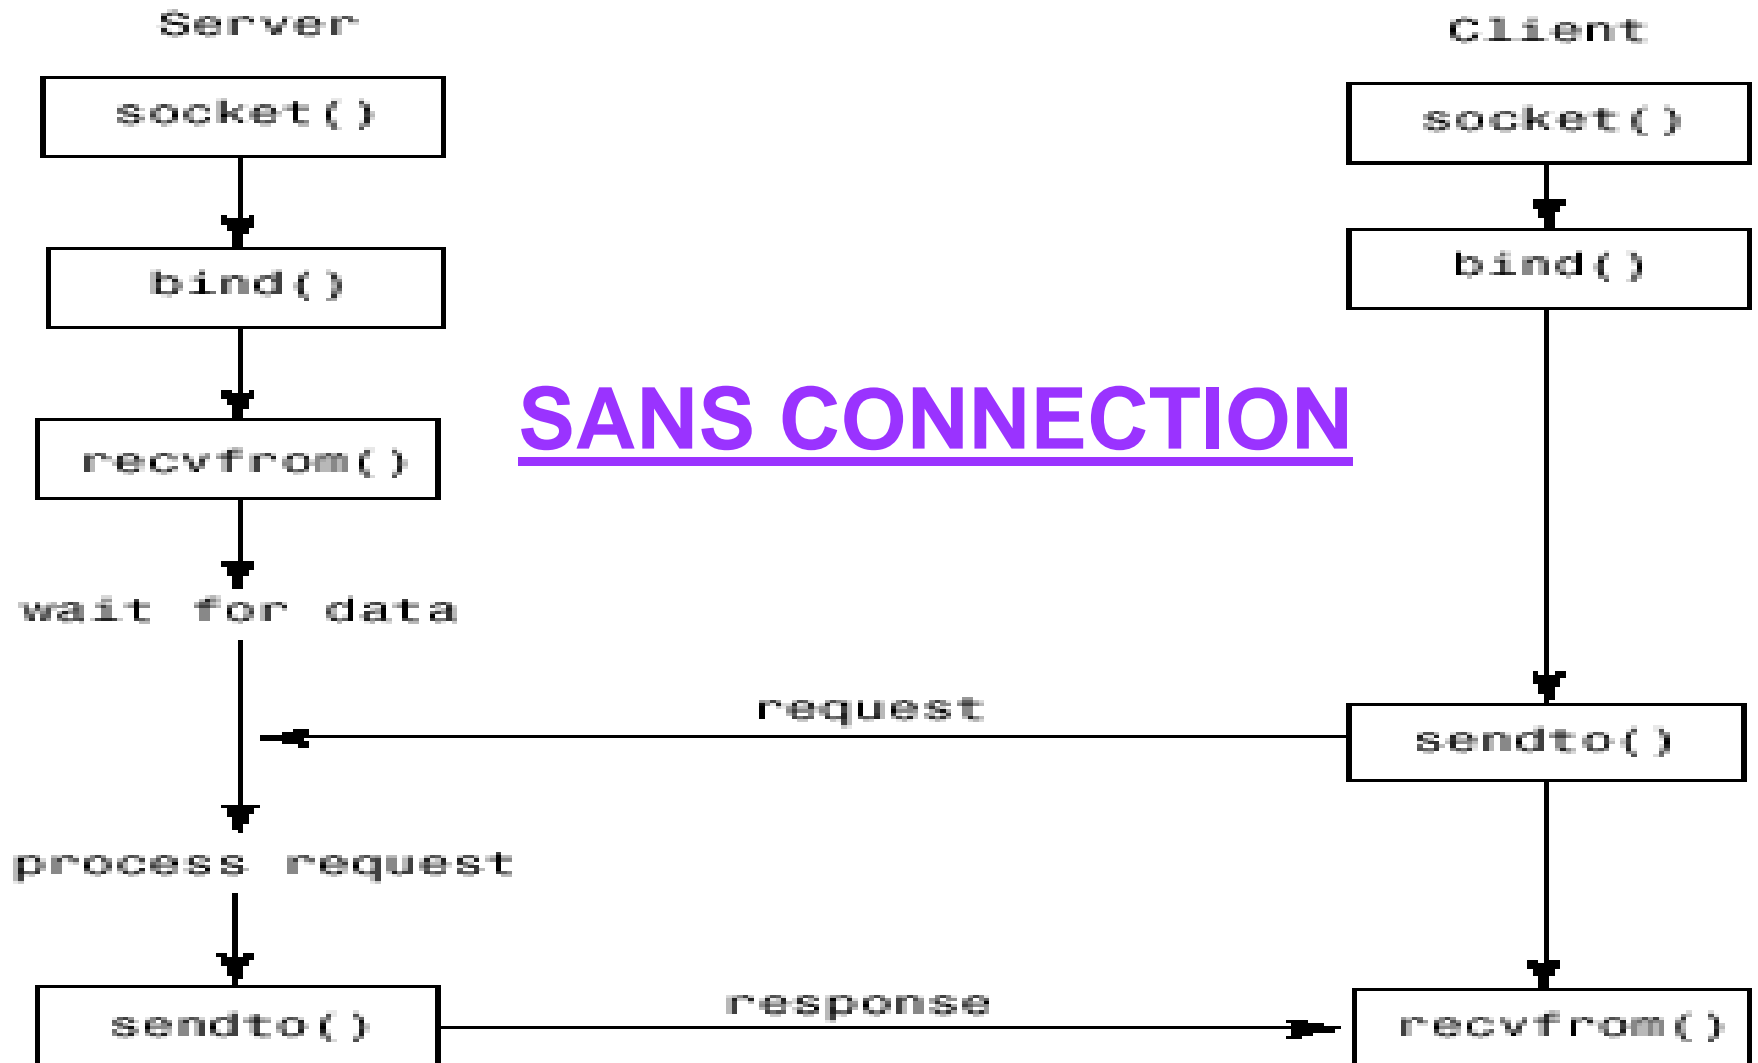 Server
Client
socket()
socket()
bind()
bind()
SANS CONNECTION
recvfrom()
wait for data
request
sendto()
process request
response
sendto()
recvfrom()